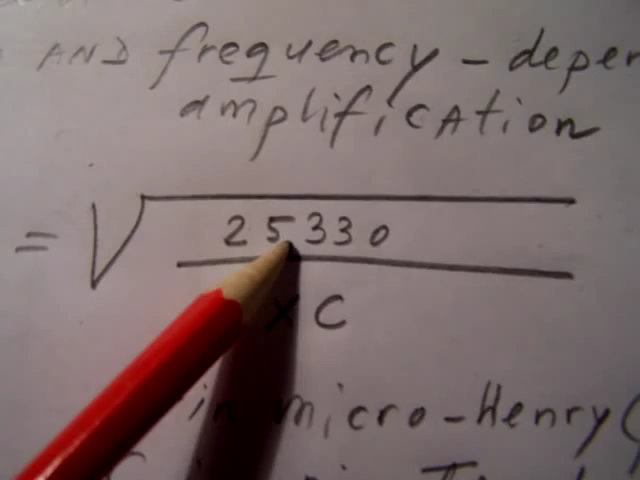 AND frequency - depen
amplification
= √ 25330
x C
in micro-Henry (